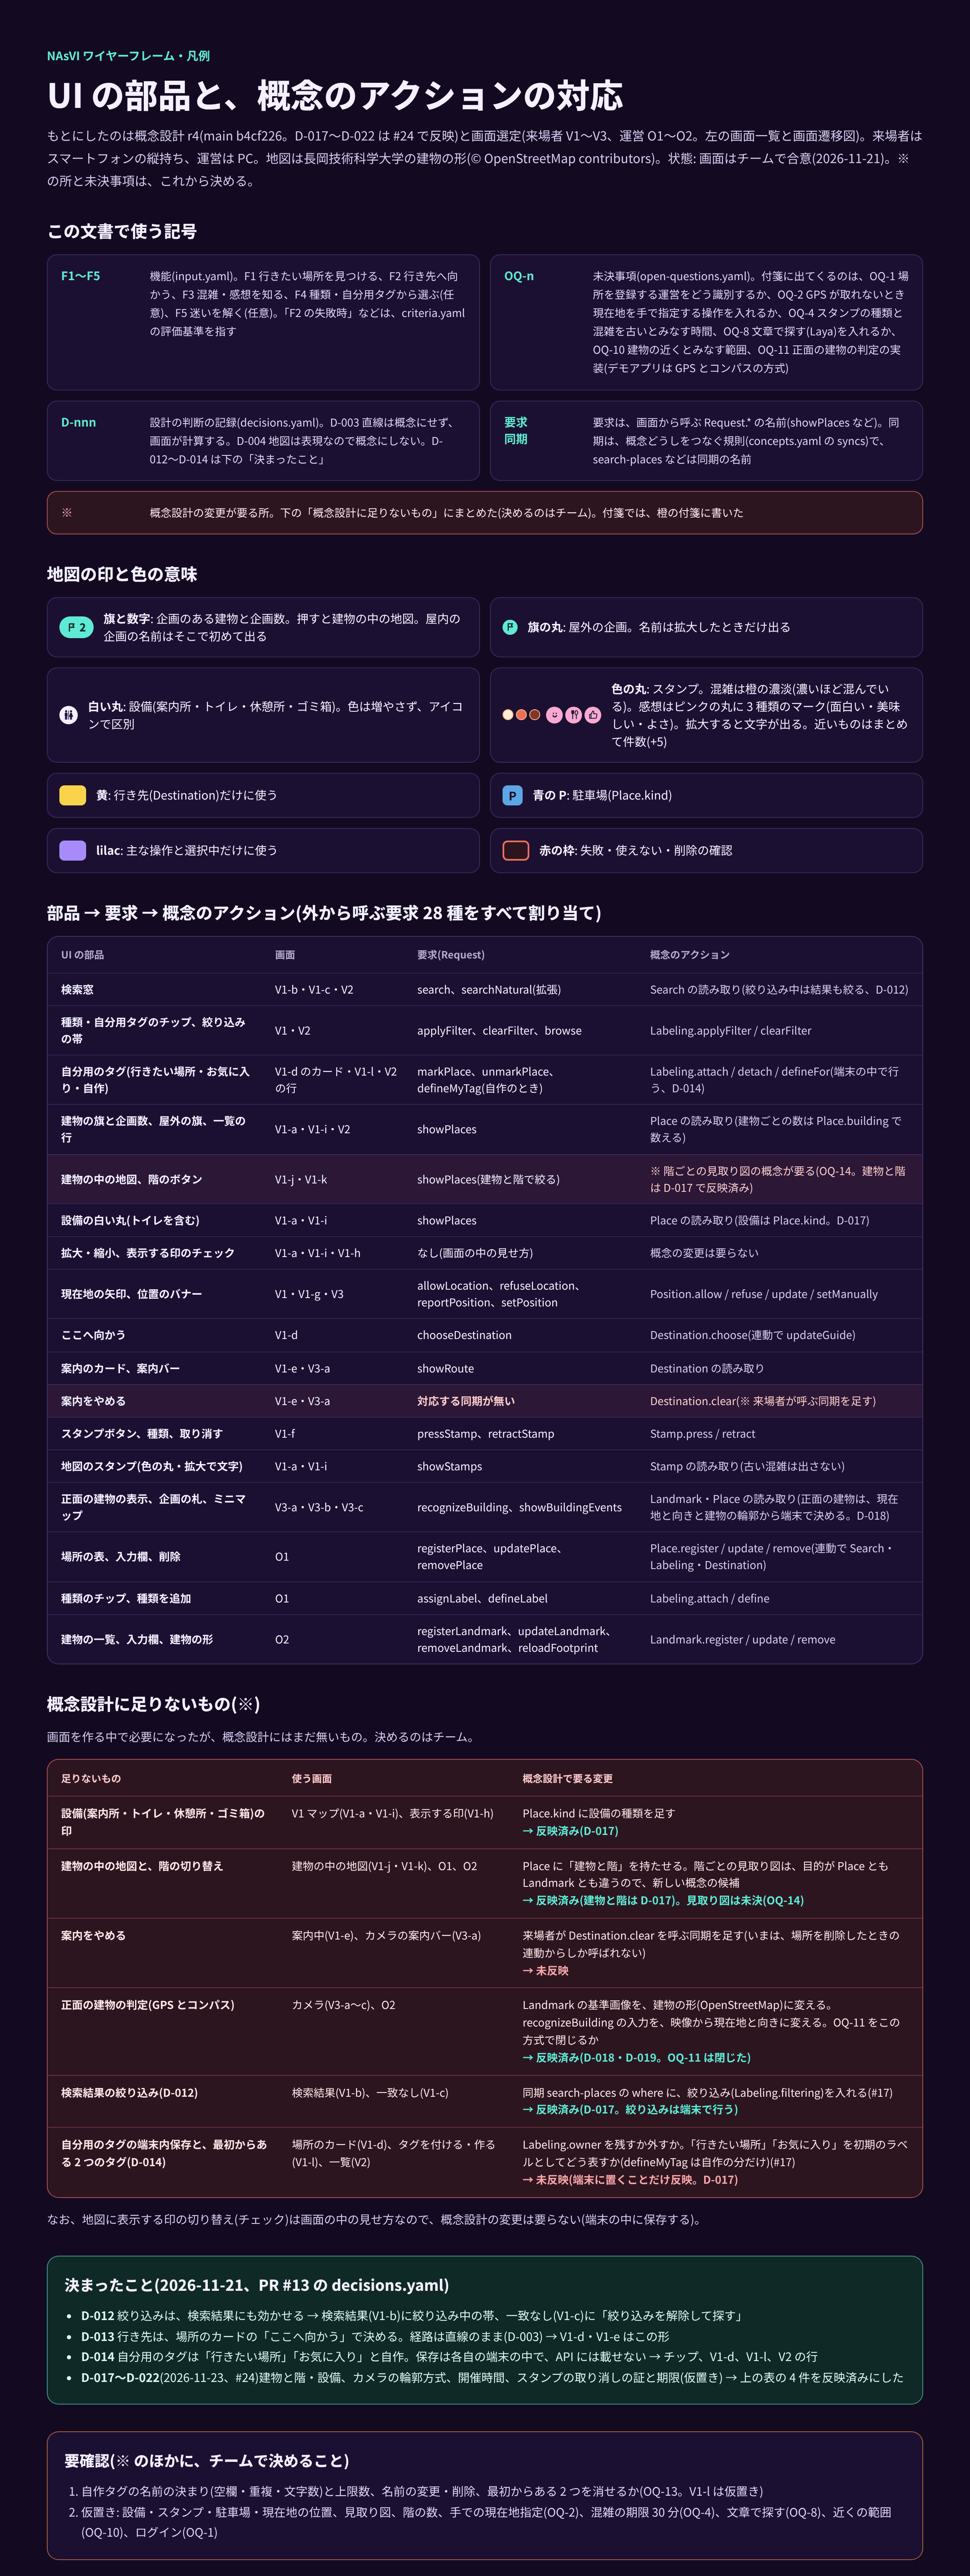 NAsVI ワイヤーフレーム・凡例
UI の部品と、概念のアクションの対応
もとにしたのは概念設計 r4(main b4cf226。D-017〜D-022 は #24 で反映)と画面選定(来場者 V1〜V3、運営 O1〜O2。左の画面一覧と画面遷移図)。来場者は
スマートフォンの縦持ち、運営は PC。地図は長岡技術科学大学の建物の形(© OpenStreetMap contributors)。状態: 画面はチームで合意(2026-11-21)。※
の所と未決事項は、これから決める。
この文書で使う記号
F1〜F5
機能(input.yaml)。F1 行きたい場所を見つける、F2 行き先へ向
かう、F3 混雑・感想を知る、F4 種類・自分用タグから選ぶ(任
意)、F5 迷いを解く(任意)。「F2 の失敗時」などは、criteria.yaml
の評価基準を指す
OQ-n
未決事項(open-questions.yaml)。付箋に出てくるのは、OQ-1 場
所を登録する運営をどう識別するか、OQ-2 GPS が取れないとき
現在地を手で指定する操作を入れるか、OQ-4 スタンプの種類と
混雑を古いとみなす時間、OQ-8 文章で探す(Laya)を入れるか、
OQ-10 建物の近くとみなす範囲、OQ-11 正面の建物の判定の実
装(デモアプリは GPS とコンパスの方式)
D-nnn
設計の判断の記録(decisions.yaml)。D-003 直線は概念にせず、
画面が計算する。D-004 地図は表現なので概念にしない。D-
012〜D-014 は下の「決まったこと」
要求
同期
要求は、画面から呼ぶ Request.* の名前(showPlaces など)。同
期は、概念どうしをつなぐ規則(concepts.yaml の syncs)で、
search-places などは同期の名前
※
概念設計の変更が要る所。下の「概念設計に足りないもの」にまとめた(決めるのはチーム)。付箋では、橙の付箋に書いた
地図の印と色の意味
2
旗と数字: 企画のある建物と企画数。押すと建物の中の地図。屋内の
企画の名前はそこで初めて出る
旗の丸: 屋外の企画。名前は拡大したときだけ出る
白い丸: 設備(案内所・トイレ・休憩所・ゴミ箱)。色は増やさず、アイコ
ンで区別
色の丸: スタンプ。混雑は橙の濃淡(濃いほど混んでい
る)。感想はピンクの丸に 3 種類のマーク(面白い・美味
しい・よさ)。拡大すると文字が出る。近いものはまとめ
て件数(+5)
黄: 行き先(Destination)だけに使う
P
青の P: 駐車場(Place.kind)
lilac: 主な操作と選択中だけに使う
赤の枠: 失敗・使えない・削除の確認
部品 → 要求 → 概念のアクション(外から呼ぶ要求 28 種をすべて割り当て)
UI の部品 画面 要求(Request) 概念のアクション
検索窓 V1-b・V1-c・V2 search、searchNatural(拡張) Search の読み取り(絞り込み中は結果も絞る、D-012)
種類・自分用タグのチップ、絞り込み
の帯
V1・V2 applyFilter、clearFilter、browse Labeling.applyFilter / clearFilter
自分用のタグ(行きたい場所・お気に入
り・自作)
V1-d のカード・V1-l・V2
の行
markPlace、unmarkPlace、
defineMyTag(自作のとき)
Labeling.attach / detach / defineFor(端末の中で行
う、D-014)
建物の旗と企画数、屋外の旗、一覧の
行
V1-a・V1-i・V2 showPlaces
Place の読み取り(建物ごとの数は Place.building で
数える)
建物の中の地図、階のボタン V1-j・V1-k showPlaces(建物と階で絞る)
※ 階ごとの見取り図の概念が要る(OQ-14。建物と階
は D-017 で反映済み)
設備の白い丸(トイレを含む) V1-a・V1-i showPlaces Place の読み取り(設備は Place.kind。D-017)
拡大・縮小、表示する印のチェック V1-a・V1-i・V1-h なし(画面の中の見せ方) 概念の変更は要らない
現在地の矢印、位置のバナー V1・V1-g・V3
allowLocation、refuseLocation、
reportPosition、setPosition
Position.allow / refuse / update / setManually
ここへ向かう V1-d chooseDestination Destination.choose(連動で updateGuide)
案内のカード、案内バー V1-e・V3-a showRoute Destination の読み取り
案内をやめる V1-e・V3-a 対応する同期が無い Destination.clear(※ 来場者が呼ぶ同期を足す)
スタンプボタン、種類、取り消す V1-f pressStamp、retractStamp Stamp.press / retract
地図のスタンプ(色の丸・拡大で文字) V1-a・V1-i showStamps Stamp の読み取り(古い混雑は出さない)
正面の建物の表示、企画の札、ミニマ
ップ
V3-a・V3-b・V3-c recognizeBuilding、showBuildingEvents
Landmark・Place の読み取り(正面の建物は、現在
地と向きと建物の輪郭から端末で決める。D-018)
場所の表、入力欄、削除 O1
registerPlace、updatePlace、
removePlace
Place.register / update / remove(連動で Search・
Labeling・Destination)
種類のチップ、種類を追加 O1 assignLabel、defineLabel Labeling.attach / define
建物の一覧、入力欄、建物の形 O2
registerLandmark、updateLandmark、
removeLandmark、reloadFootprint
Landmark.register / update / remove
概念設計に足りないもの(※)
画面を作る中で必要になったが、概念設計にはまだ無いもの。決めるのはチーム。
足りないもの 使う画面 概念設計で要る変更
設備(案内所・トイレ・休憩所・ゴミ箱)の
印
V1 マップ(V1-a・V1-i)、表示する印(V1-h)
Place.kind に設備の種類を足す
→ 反映済み(D-017)
建物の中の地図と、階の切り替え
建物の中の地図(V1-j・V1-k)、O1、O2
Place に「建物と階」を持たせる。階ごとの見取り図は、目的が Place とも
Landmark とも違うので、新しい概念の候補
→ 反映済み(建物と階は D-017)。見取り図は未決(OQ-14)
案内をやめる
案内中(V1-e)、カメラの案内バー(V3-a)
来場者が Destination.clear を呼ぶ同期を足す(いまは、場所を削除したときの
連動からしか呼ばれない)
→ 未反映
正面の建物の判定(GPS とコンパス)
カメラ(V3-a〜c)、O2
Landmark の基準画像を、建物の形(OpenStreetMap)に変える。
recognizeBuilding の入力を、映像から現在地と向きに変える。OQ-11 をこの
方式で閉じるか
→ 反映済み(D-018・D-019。OQ-11 は閉じた)
検索結果の絞り込み(D-012)
検索結果(V1-b)、一致なし(V1-c)
同期 search-places の where に、絞り込み(Labeling.filtering)を入れる(#17)
→ 反映済み(D-017。絞り込みは端末で行う)
自分用のタグの端末内保存と、最初からあ
る 2 つのタグ(D-014)
場所のカード(V1-d)、タグを付ける・作る
(V1-l)、一覧(V2)
Labeling.owner を残すか外すか。「行きたい場所」「お気に入り」を初期のラベ
ルとしてどう表すか(defineMyTag は自作の分だけ)(#17)
→ 未反映(端末に置くことだけ反映。D-017)
なお、地図に表示する印の切り替え(チェック)は画面の中の見せ方なので、概念設計の変更は要らない(端末の中に保存する)。
決まったこと(2026-11-21、PR #13 の decisions.yaml)
• D-012 絞り込みは、検索結果にも効かせる → 検索結果(V1-b)に絞り込み中の帯、一致なし(V1-c)に「絞り込みを解除して探す」
• D-013 行き先は、場所のカードの「ここへ向かう」で決める。経路は直線のまま(D-003) → V1-d・V1-e はこの形
• D-014 自分用のタグは「行きたい場所」「お気に入り」と自作。保存は各自の端末の中で、API には載せない → チップ、V1-d、V1-l、V2 の行
• D-017〜D-022(2026-11-23、#24)建物と階・設備、カメラの輪郭方式、開催時間、スタンプの取り消しの証と期限(仮置き) → 上の表の 4 件を反映済みにした
要確認(※ のほかに、チームで決めること)
1. 自作タグの名前の決まり(空欄・重複・文字数)と上限数、名前の変更・削除、最初からある 2 つを消せるか(OQ-13。V1-l は仮置き)
2. 仮置き: 設備・スタンプ・駐車場・現在地の位置、見取り図、階の数、手での現在地指定(OQ-2)、混雑の期限 30 分(OQ-4)、文章で探す(OQ-8)、近くの範囲
(OQ-10)、ログイン(OQ-1)